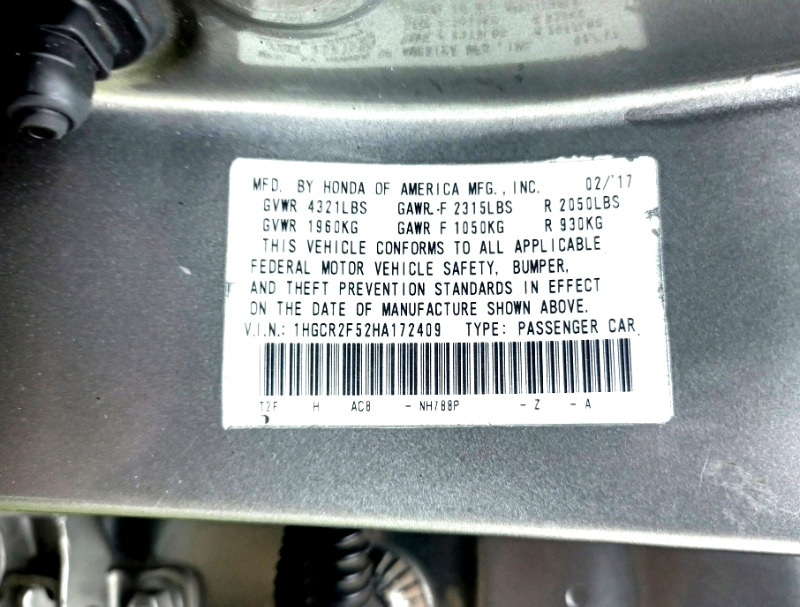 MFD. BY HONDA OF AMERICA MFG., INC. 02/'17
GVWR 4321LBS GAWR F 2315LBS R 2050LBS
GVWR 1960KG GAWR F 1050KG R 930KG
THIS VEHICLE CONFORMS TO ALL APPLICABLE
FEDERAL MOTOR VEHICLE SAFETY, BUMPER,
AND THEFT PREVENTION STANDARDS IN EFFECT
ON THE DATE OF MANUFACTURE SHOWN ABOVE.
V.I.N.: 1HGCR2F52HA172409 TYPE: PASSENGER CAR
T2F H AC8 - NH788P - Z - A